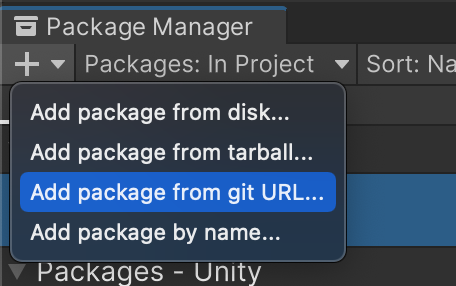 Package Manager
Packages: In Project
Sort: Na
Add package from disk...
Add package from tarball...
Add package from git URL...
Add package by name...
Packages - Unity